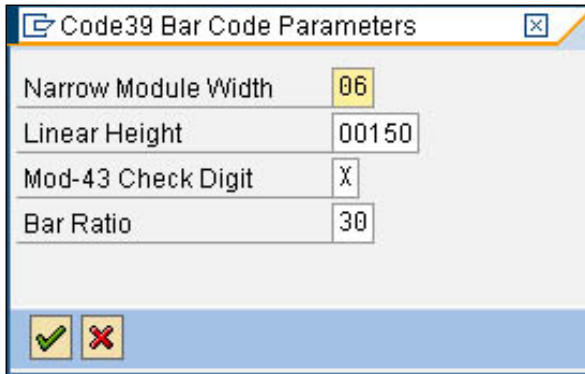 Code39 Bar Code Parameters
Narrow Module Width 06
Linear Height 00150
Mod-43 Check Digit X
Bar Ratio 30